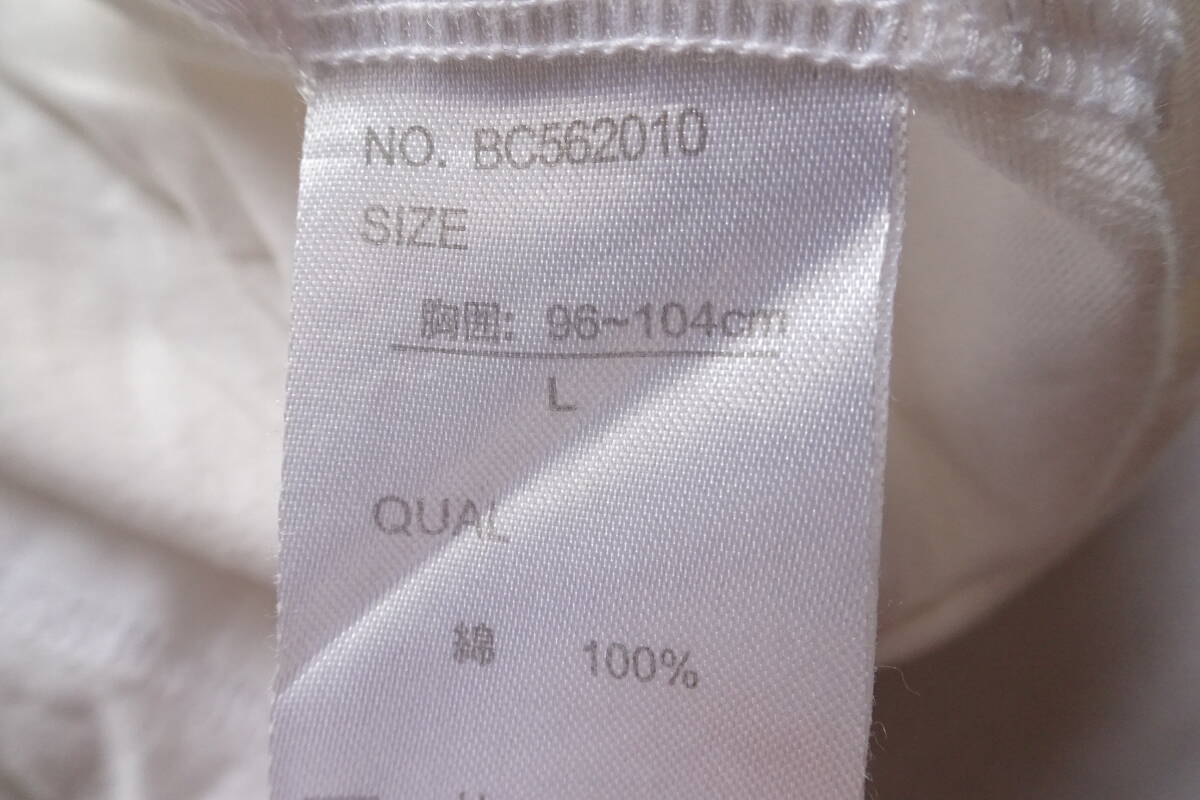 NO. BC562010
SIZE
胸囲: 96~104cm
L
QUAL
綿 100%